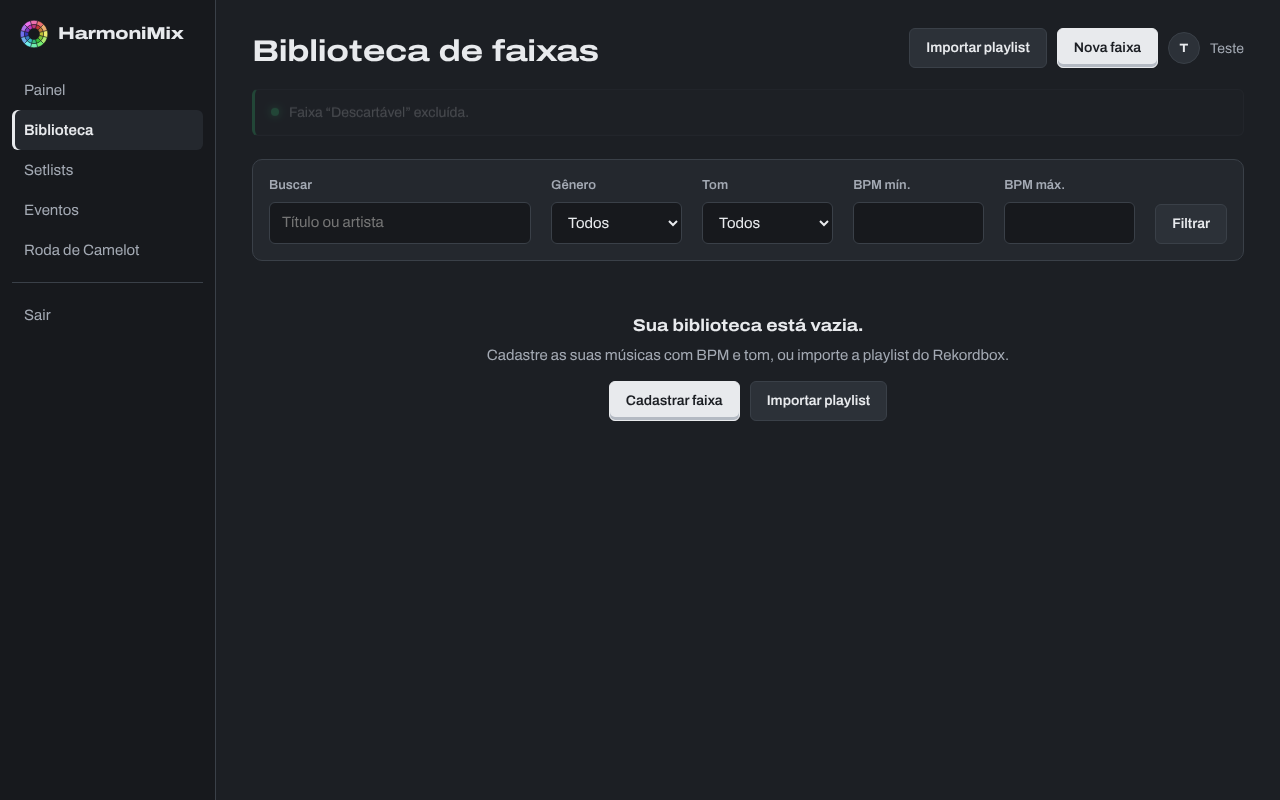 HarmoniMix
Painel
Biblioteca
Setlists
Eventos
Roda de Camelot
Sair
Biblioteca de faixas
Importar playlist
Nova faixa
T
Teste
Faixa “Descartável” excluída.
Buscar
Gênero
Tom
BPM mín.
BPM máx.
Título ou artista
Todos
Todos
Filtrar
Sua biblioteca está vazia.
Cadastre as suas músicas com BPM e tom, ou importe a playlist do Rekordbox.
Cadastrar faixa
Importar playlist